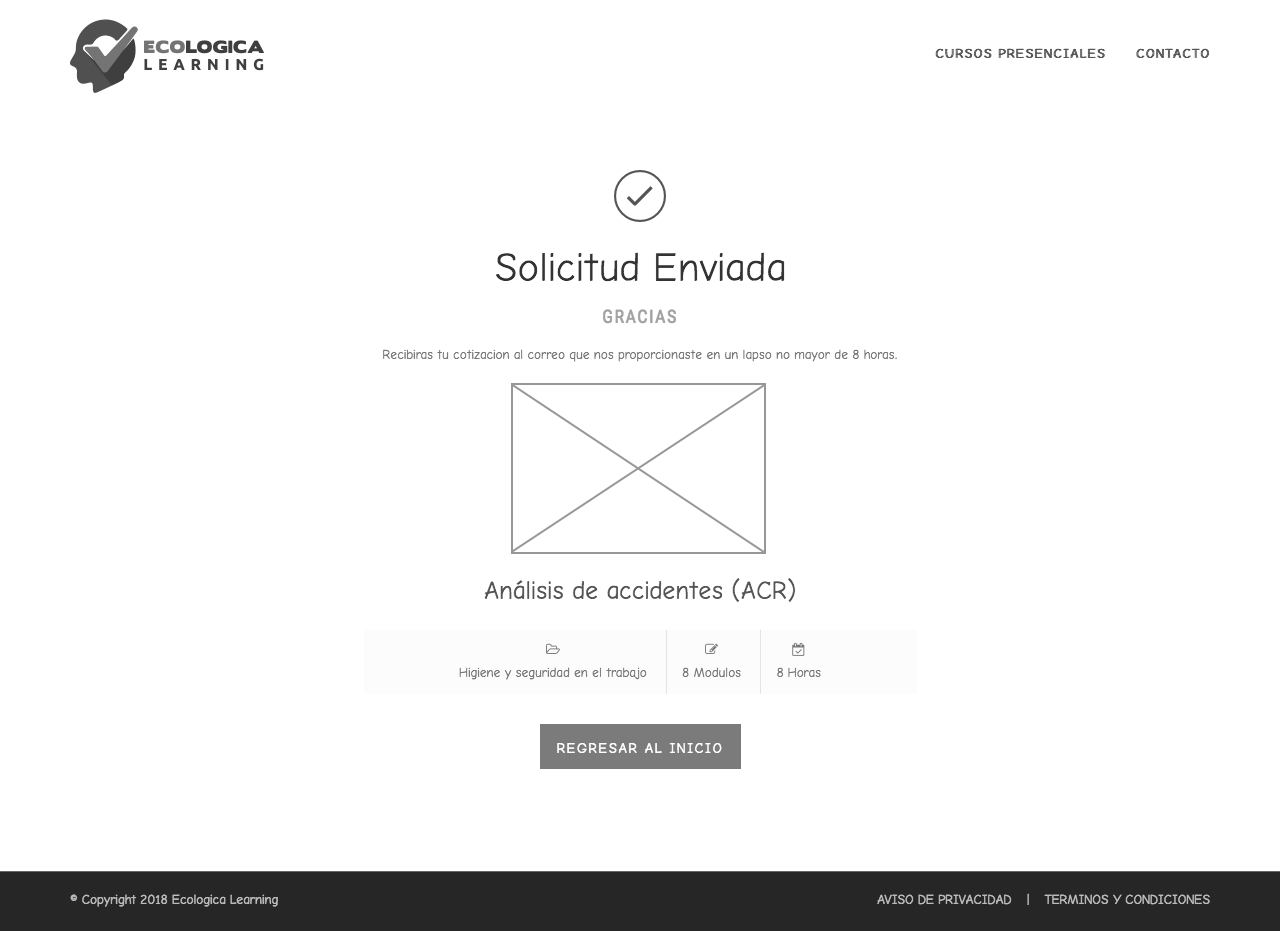 ECOLOGICA
LEARNING
CURSOS PRESENCIALES
CONTACTO
Solicitud Enviada
GRACIAS
Recibiras tu cotizacion al correo que nos proporcionaste en un lapso no mayor de 8 horas.
Análisis de accidentes (ACR)
Higiene y seguridad en el trabajo
8 Modulos
8 Horas
REGRESAR AL INICIO
© Copyright 2018 Ecologica Learning
AVISO DE PRIVACIDAD | TERMINOS Y CONDICIONES